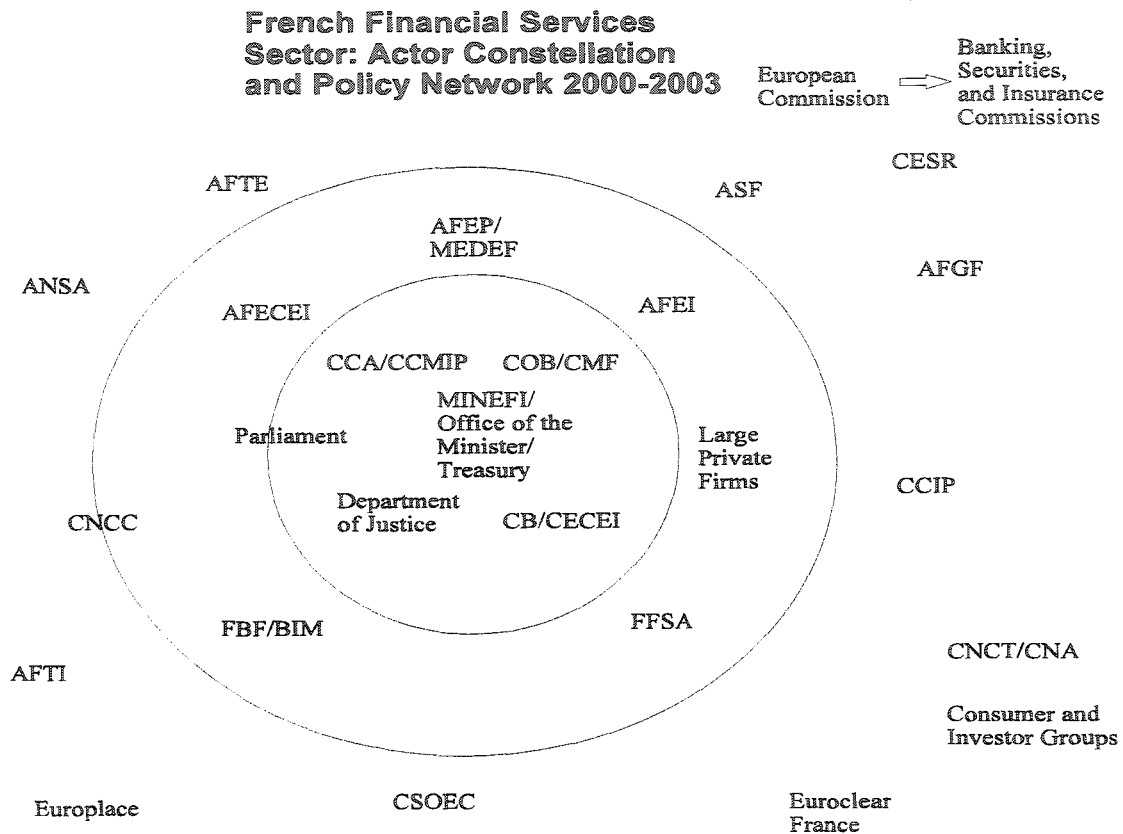 French Financial Services
Sector: Actor Constellation
and Policy Network 2000-2003
European
Commission
Banking,
Securities,
and Insurance
Commissions
CESR
AFTE
ASF
AFEP/
MEDEF
AFGF
ANSA
AFECEI
AFEI
CCA/CCMIP
COB/CMF
MINEFI/
Office of the
Minister/
Treasury
Parliament
Large
Private
Firms
CCIP
Department
of Justice
CB/CECEI
CNCC
FBF/BIM
FFSA
CNCT/CNA
AFTI
Consumer and
Investor Groups
Europlace
CSOEC
Euroclear
France